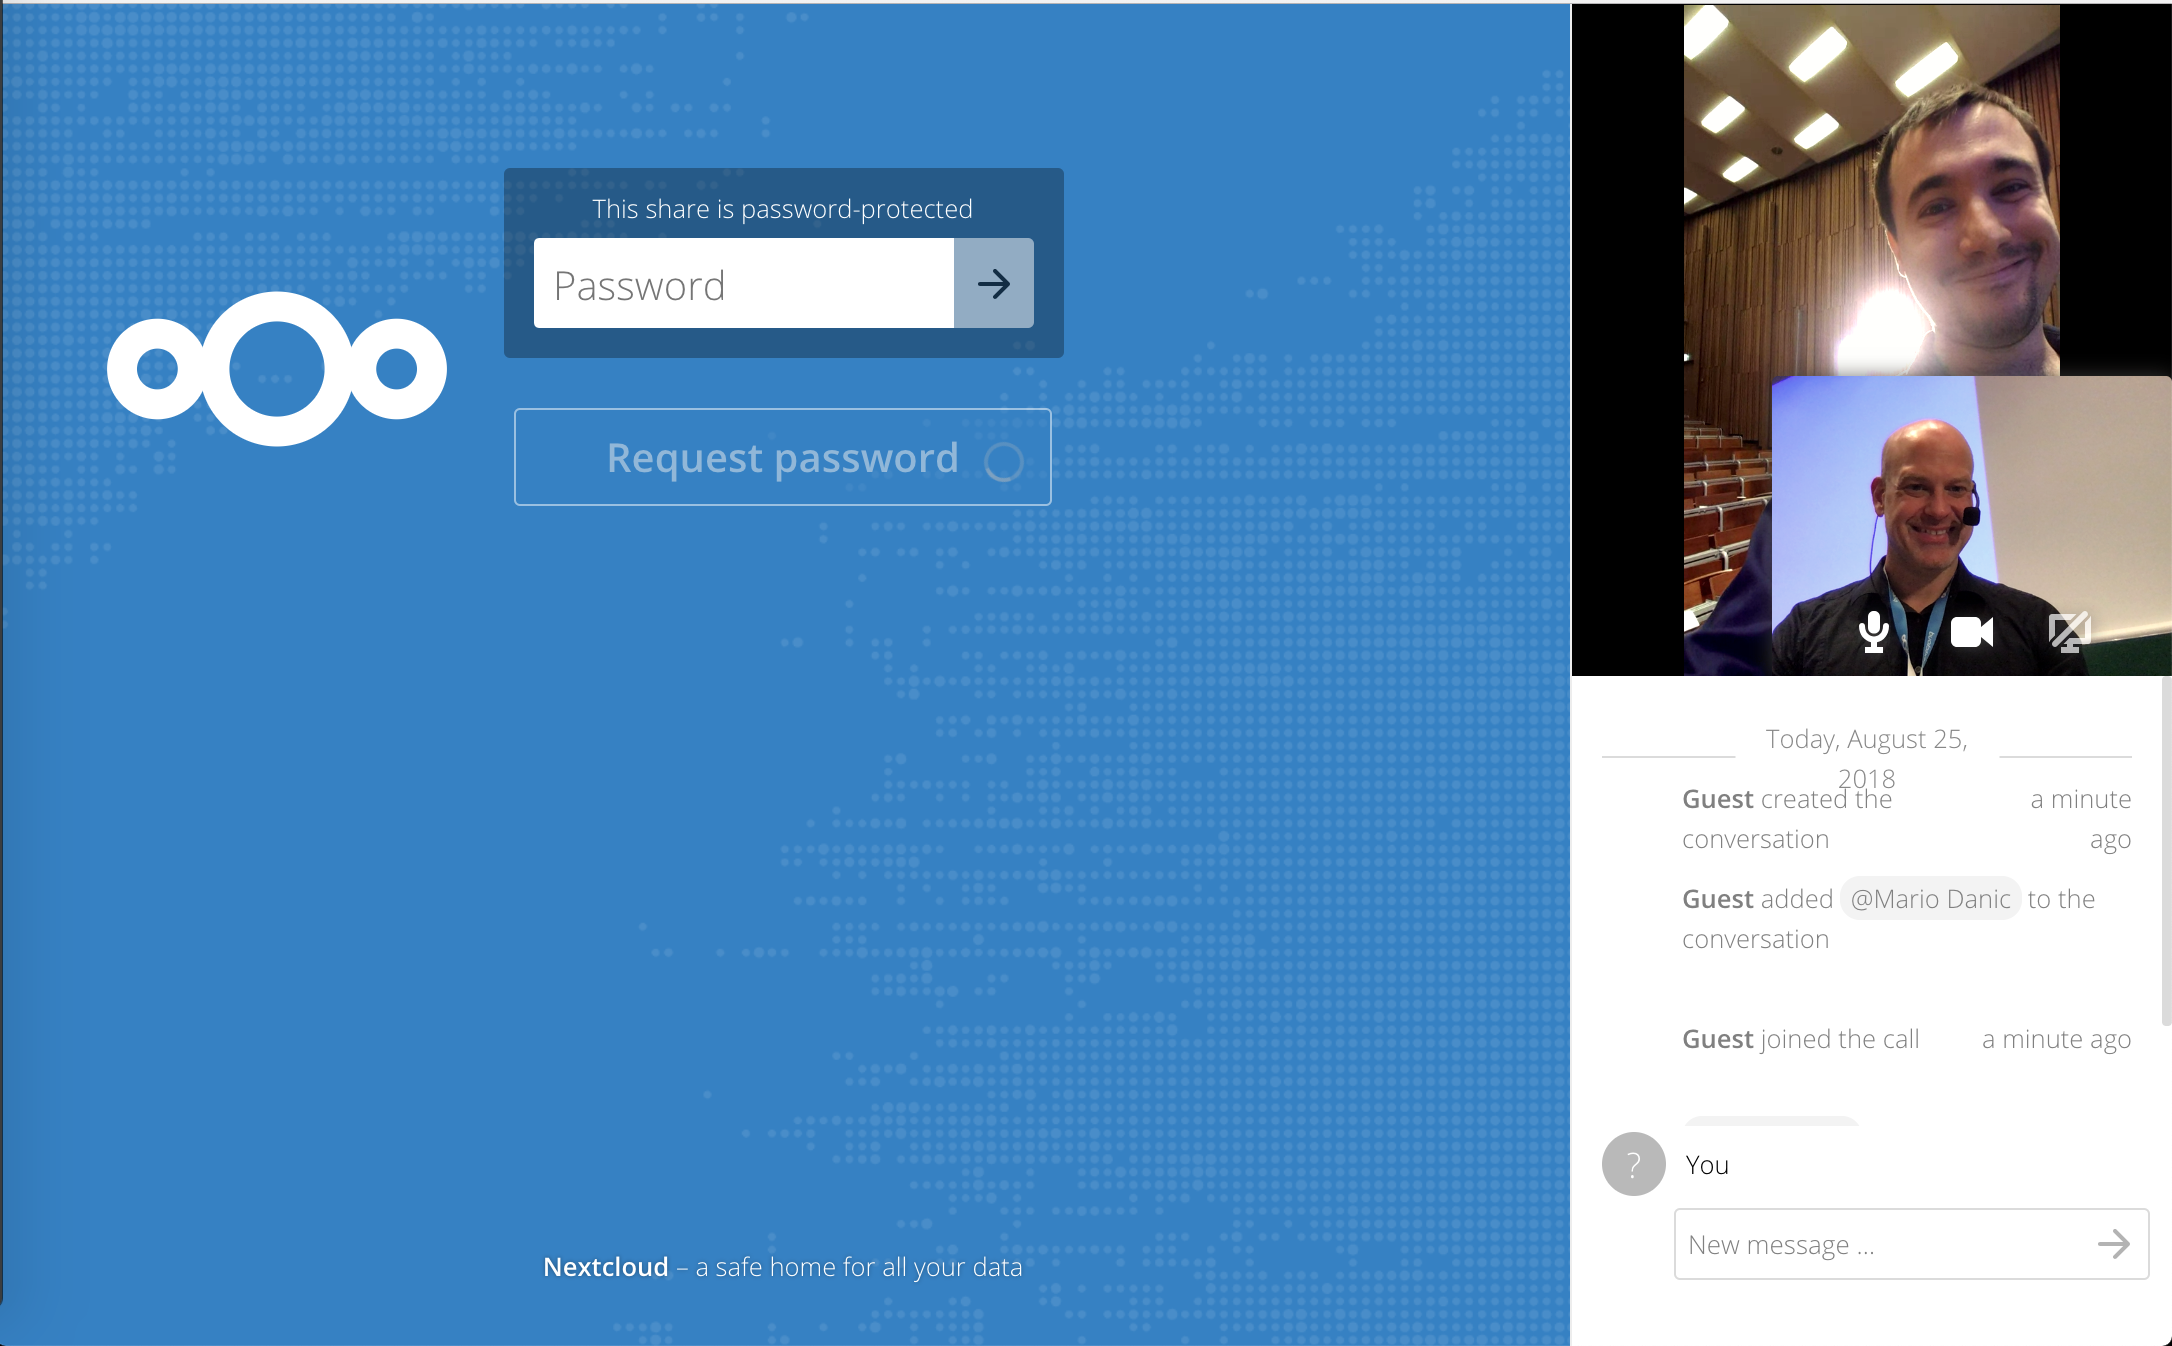 This share is password-protected
Password
Request password
Nextcloud – a safe home for all your data
Today, August 25,
2018
Guest created the
conversation
a minute
ago
Guest added @Mario Danic to the
conversation
Guest joined the call
a minute ago
?
You
New message ...